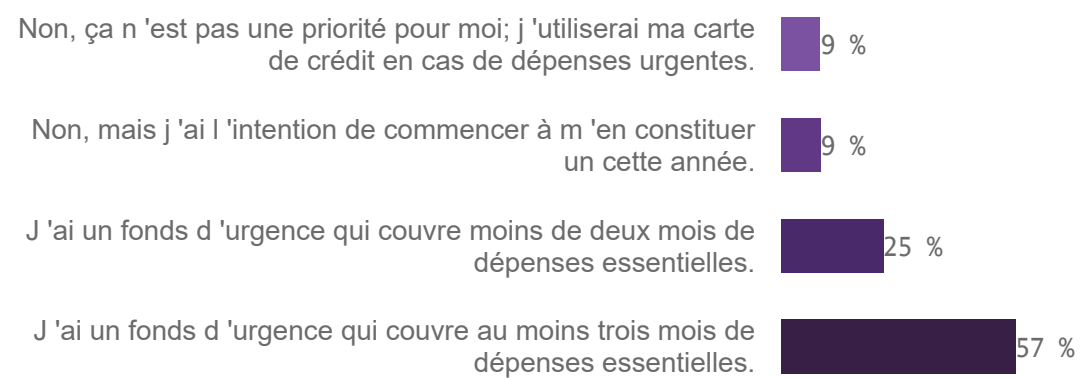 Non, ça n 'est pas une priorité pour moi; j 'utiliserai ma carte
de crédit en cas de dépenses urgentes.
9 %
Non, mais j 'ai l 'intention de commencer à m 'en constituer
un cette année.
9 %
J 'ai un fonds d 'urgence qui couvre moins de deux mois de
dépenses essentielles.
25 %
J 'ai un fonds d 'urgence qui couvre au moins trois mois de
dépenses essentielles.
57 %